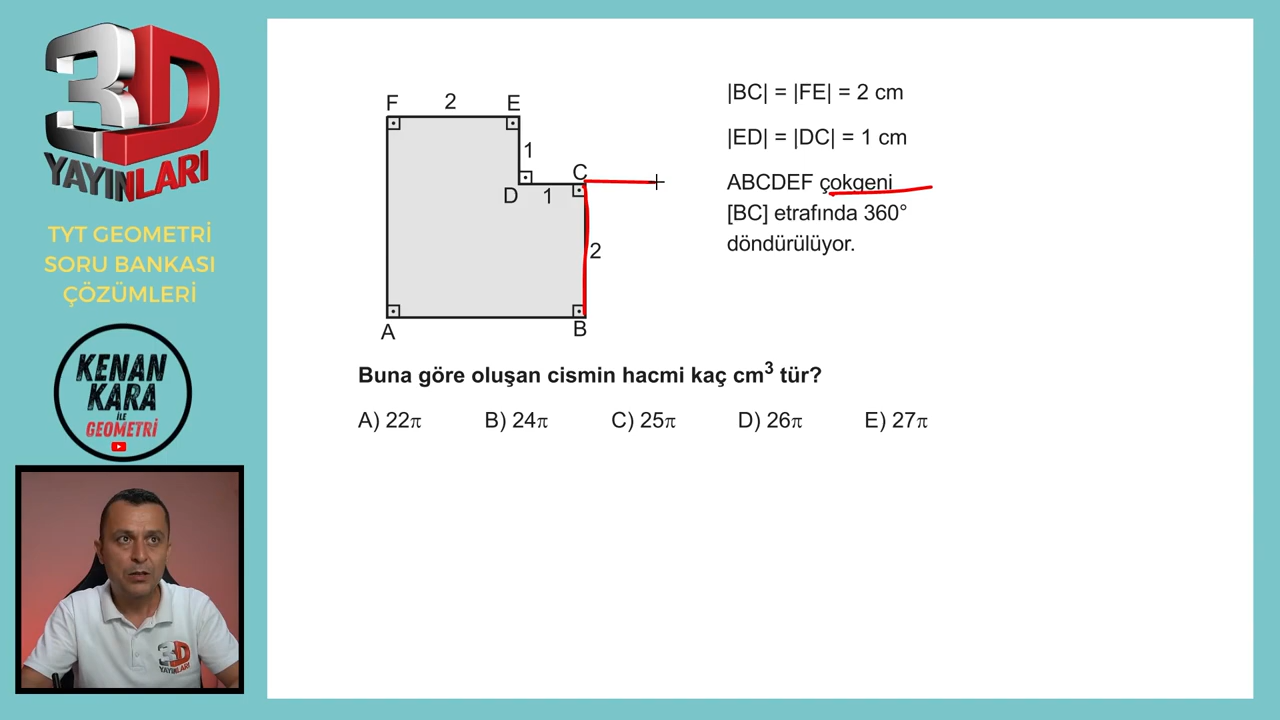 3D
YAYINLARI
TYT GEOMETRİ
SORU BANKASI
ÇÖZÜMLERİ
KENAN
KARA
İLE
GEOMETRİ
3D
YAYINLARI
F 2 E
1
C
D 1
2
A B
|BC| = |FE| = 2 cm
|ED| = |DC| = 1 cm
ABCDEF çokgeni
[BC] etrafında 360°
döndürülüyor.
Buna göre oluşan cismin hacmi kaç cm³ tür?
A) 22π B) 24π C) 25π D) 26π E) 27π